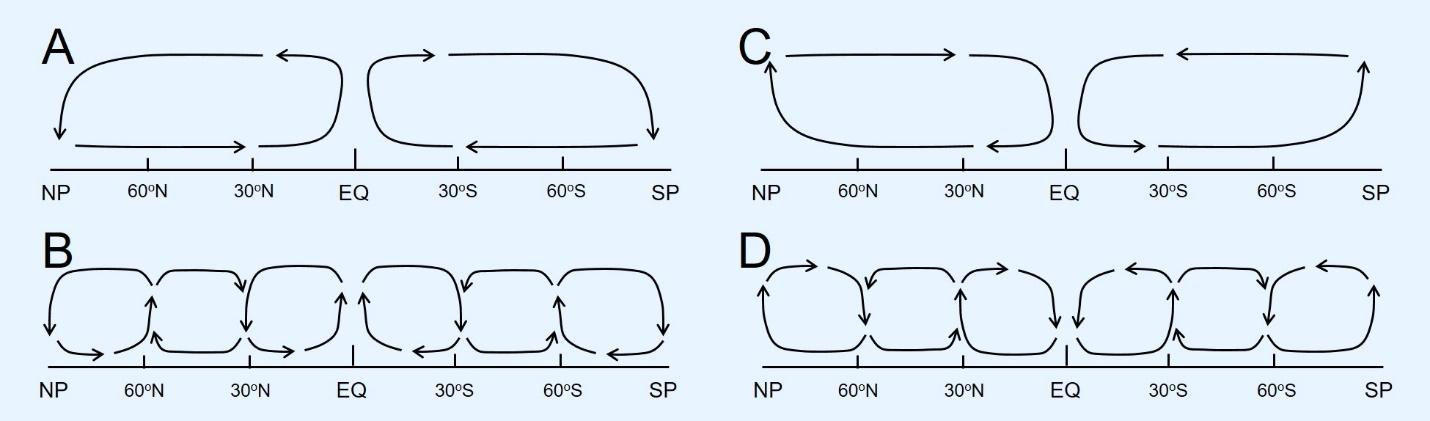 A
NP 60ºN 30ºN EQ 30ºS 60ºS SP
C
NP 60ºN 30ºN EQ 30ºS 60ºS SP
B
NP 60ºN 30ºN EQ 30ºS 60ºS SP
D
NP 60ºN 30ºN EQ 30ºS 60ºS SP